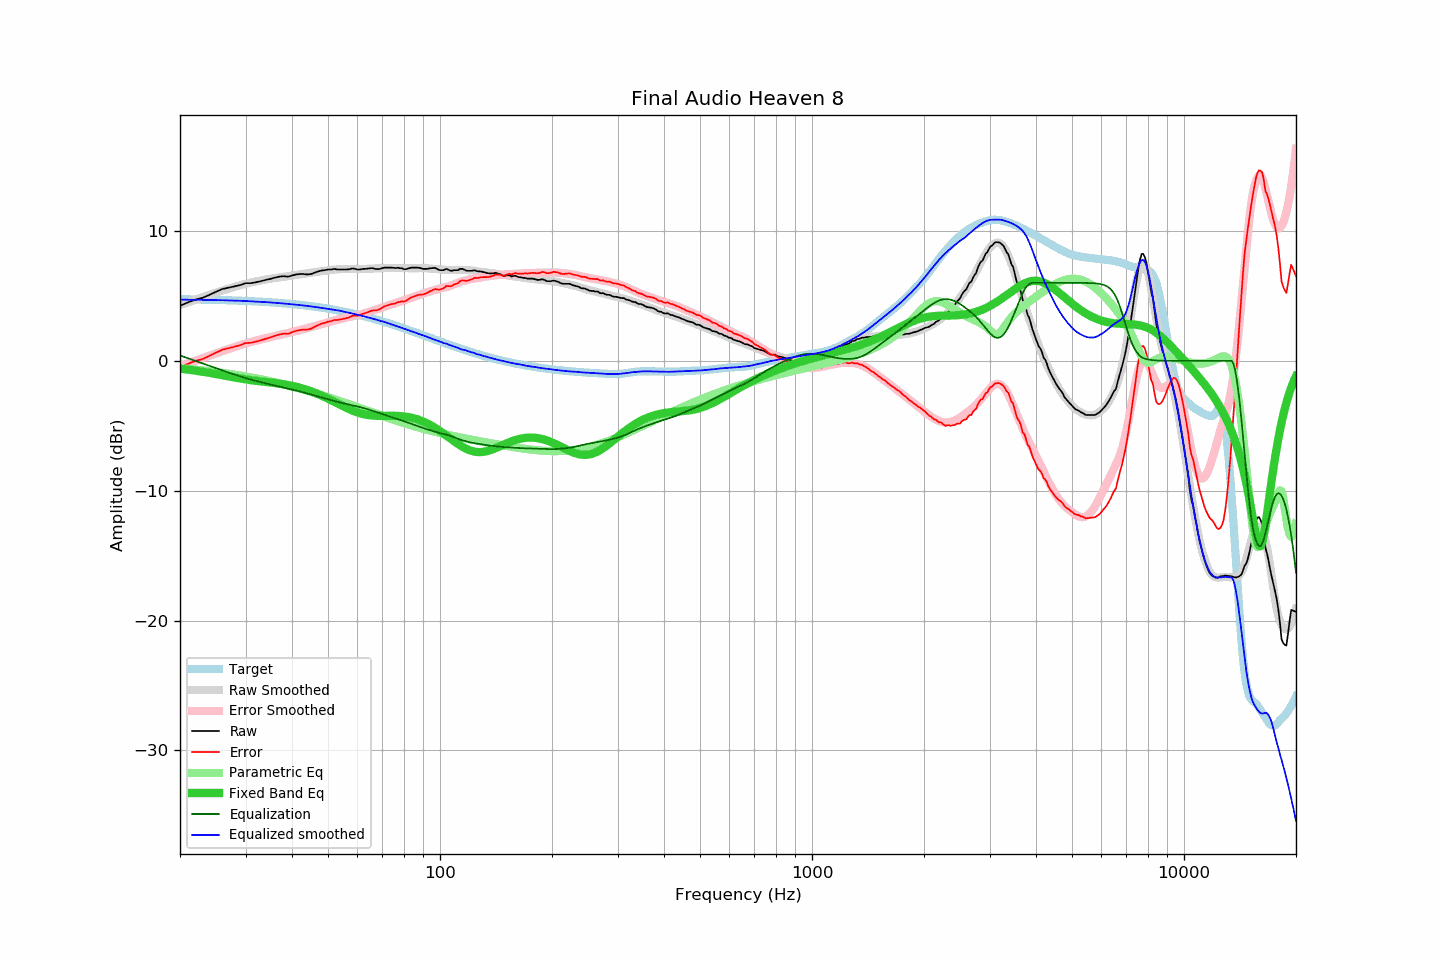 Final Audio Heaven 8
10
0
−10
−20
−30
Amplitude (dBr)
100
1000
10000
Frequency (Hz)
Target
Raw Smoothed
Error Smoothed
Raw
Error
Parametric Eq
Fixed Band Eq
Equalization
Equalized smoothed